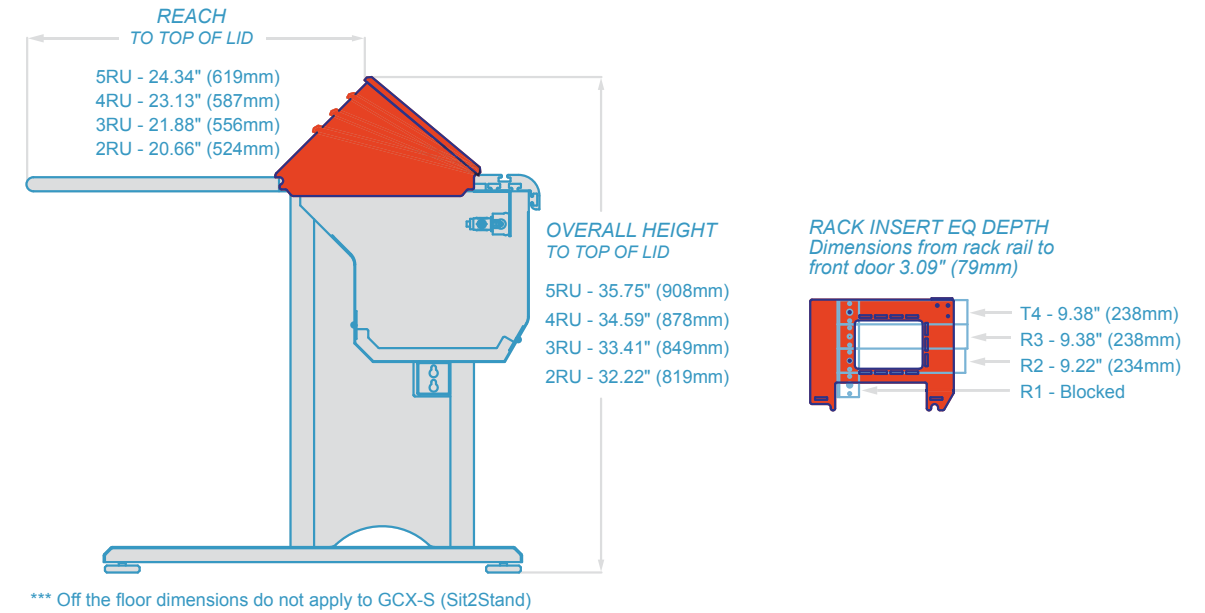 REACH
TO TOP OF LID
5RU - 24.34" (619mm)
4RU - 23.13" (587mm)
3RU - 21.88" (556mm)
2RU - 20.66" (524mm)
OVERALL HEIGHT
TO TOP OF LID
5RU - 35.75" (908mm)
4RU - 34.59" (878mm)
3RU - 33.41" (849mm)
2RU - 32.22" (819mm)
RACK INSERT EQ DEPTH
Dimensions from rack rail to
front door 3.09" (79mm)
T4 - 9.38" (238mm)
R3 - 9.38" (238mm)
R2 - 9.22" (234mm)
R1 - Blocked
*** Off the floor dimensions do not apply to GCX-S (Sit2Stand)